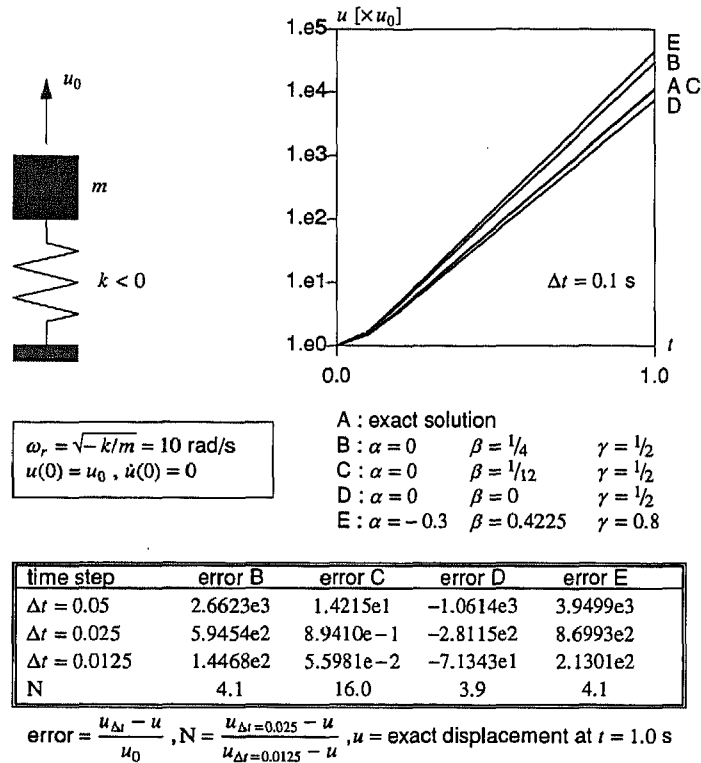 u [×u₀]
1.e5
1.e4
1.e3
1.e2
1.e1
1.e0
E
B
A C
D
Δt = 0.1 s
t
0.0
1.0
u₀
m
k < 0
ωᵣ = √−k/m = 10 rad/s
u(0) = u₀ , u̇(0) = 0
A : exact solution
B : α = 0 β = 1/4 γ = 1/2
C : α = 0 β = 1/12 γ = 1/2
D : α = 0 β = 0 γ = 1/2
E : α = − 0.3 β = 0.4225 γ = 0.8
time step error B error C error D error E
Δt = 0.05 2.6623e3 1.4215e1 −1.0614e3 3.9499e3
Δt = 0.025 5.9454e2 8.9410e−1 −2.8115e2 8.6993e2
Δt = 0.0125 1.4468e2 5.5981e−2 −7.1343e1 2.1301e2
N 4.1 16.0 3.9 4.1
error = (u_Δt − u)/u₀ , N = (u_Δt=0.025 − u)/(u_Δt=0.0125 − u) , u = exact displacement at t = 1.0 s